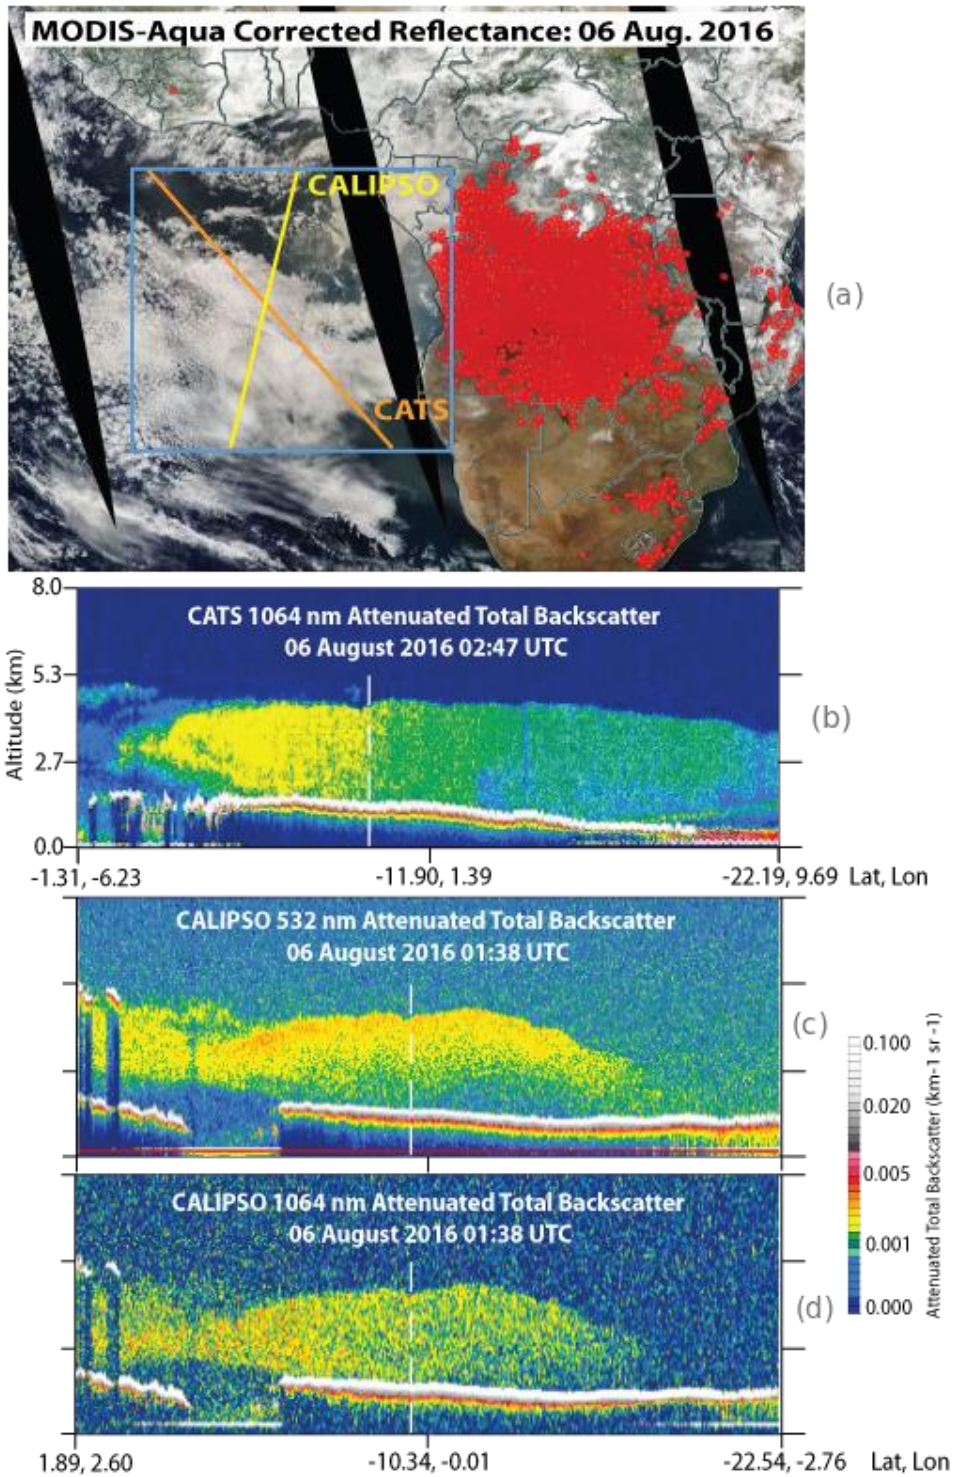 MODIS-Aqua Corrected Reflectance: 06 Aug. 2016
CALIPSO
CATS
(a)
8.0
CATS 1064 nm Attenuated Total Backscatter
06 August 2016 02:47 UTC
5.3
Altitude (km)
(b)
2.7
0.0
-1.31, -6.23 -11.90, 1.39 -22.19, 9.69 Lat, Lon
CALIPSO 532 nm Attenuated Total Backscatter
06 August 2016 01:38 UTC
(c)
0.100
0.020
0.005
0.001
0.000
Attenuated Total Backscatter (km-1 sr -1)
CALIPSO 1064 nm Attenuated Total Backscatter
06 August 2016 01:38 UTC
(d)
1.89, 2.60 -10.34, -0.01 -22.54, -2.76 Lat, Lon